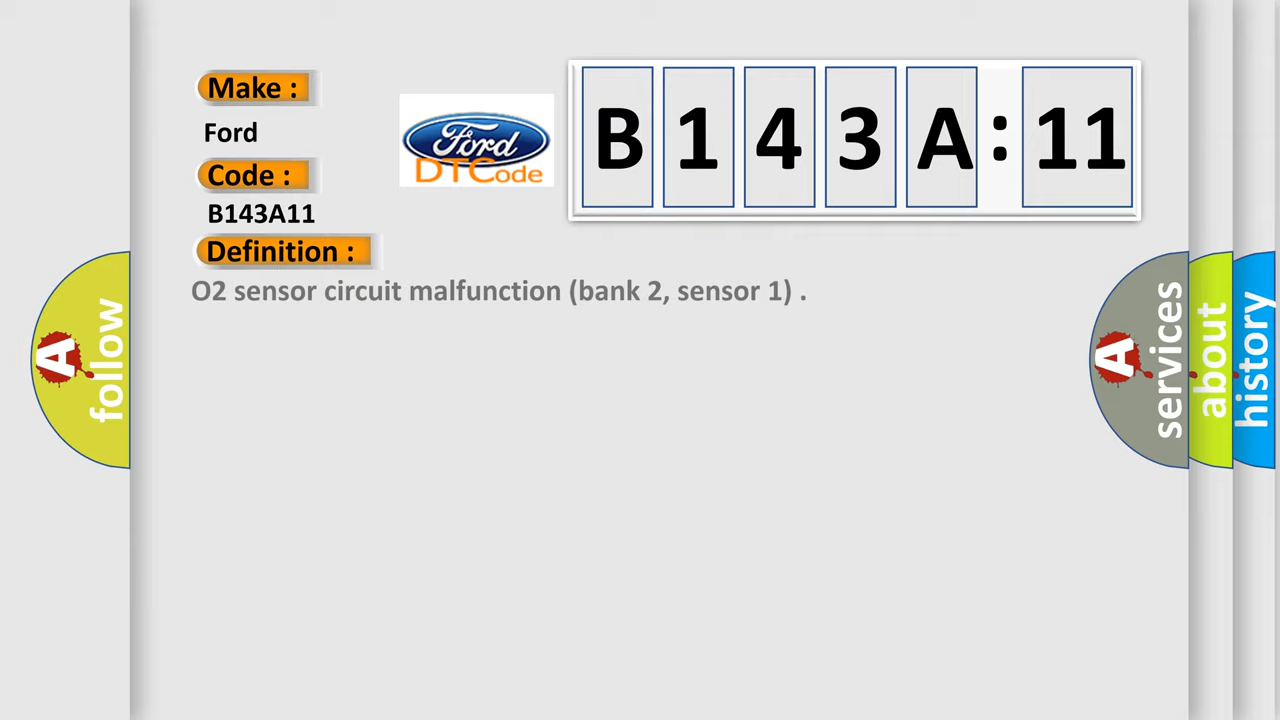 Make :
Ford
Code :
B143A11
Definition :
O2 sensor circuit malfunction (bank 2, sensor 1) .
Ford
DTCode
B 1 4 3 A : 11
A follow
A services
about
history